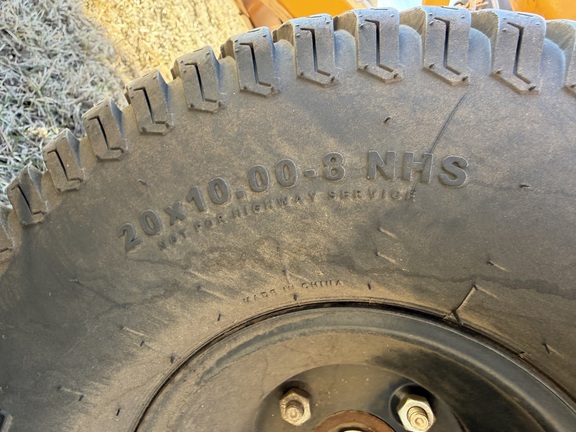 20x10.00-8 NHS
NOT FOR HIGHWAY SERVICE
MADE IN CHINA